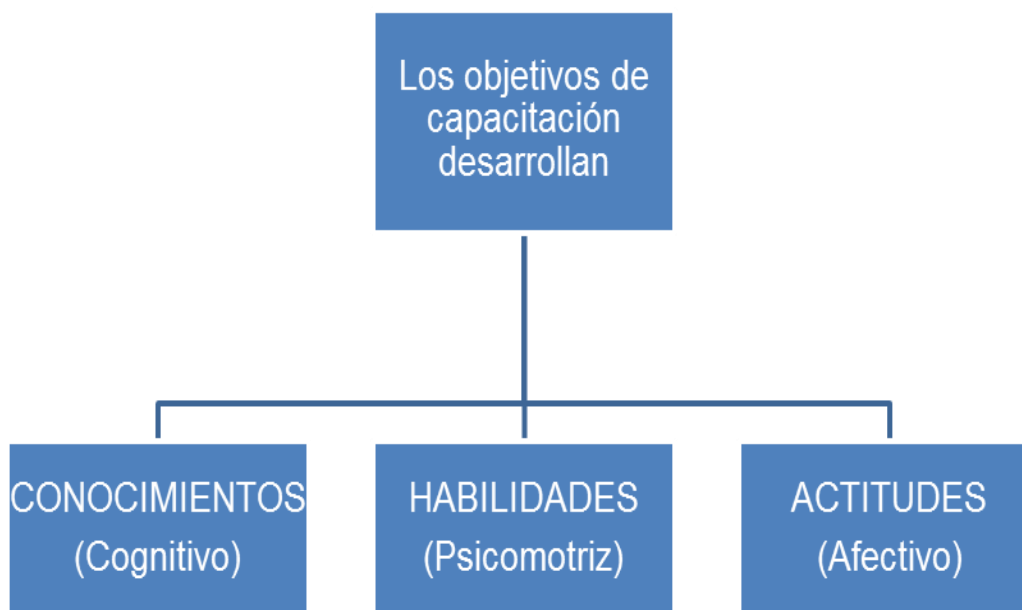 Los objetivos de
capacitación
desarrollan
CONOCIMIENTOS
(Cognitivo)
HABILIDADES
(Psicomotriz)
ACTITUDES
(Afectivo)